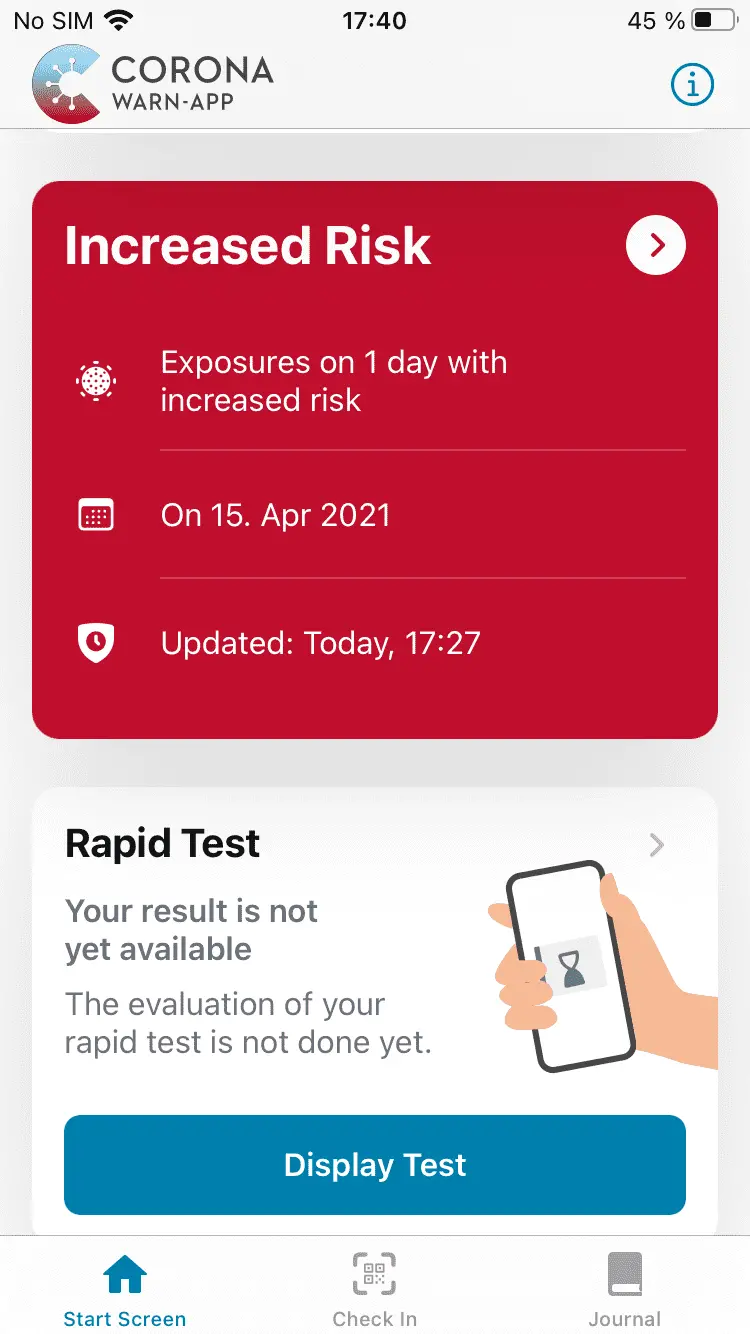 No SIM 17:40 45 %
CORONA
WARN-APP
Increased Risk
Exposures on 1 day with
increased risk
On 15. Apr 2021
Updated: Today, 17:27
Rapid Test
Your result is not
yet available
The evaluation of your
rapid test is not done yet.
Display Test
Start Screen Check In Journal